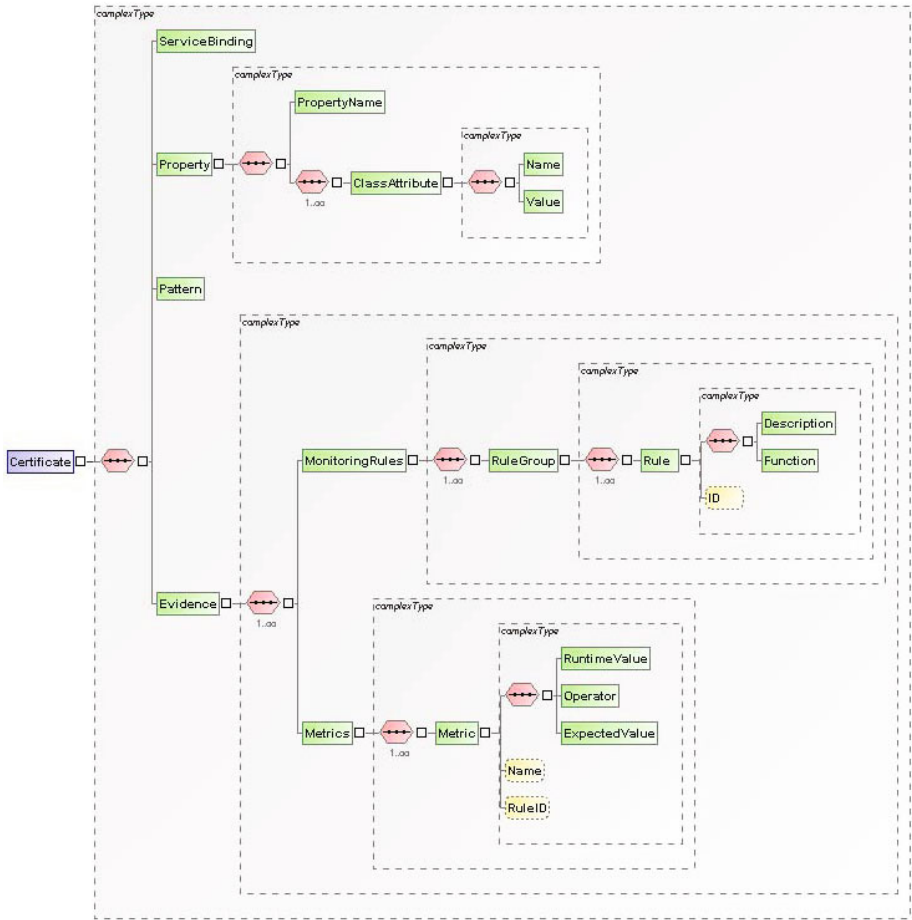 complexType
ServiceBinding
complexType
PropertyName
complexType
Property
Name
ClassAttribute
1..∞
Value
Pattern
complexType
complexType
complexType
complexType
Description
Certificate
MonitoringRules
RuleGroup
Rule
Function
1..∞
1..∞
ID
Evidence
1..∞
complexType
complexType
RuntimeValue
Operator
Metrics
Metric
ExpectedValue
1..∞
Name
RuleID